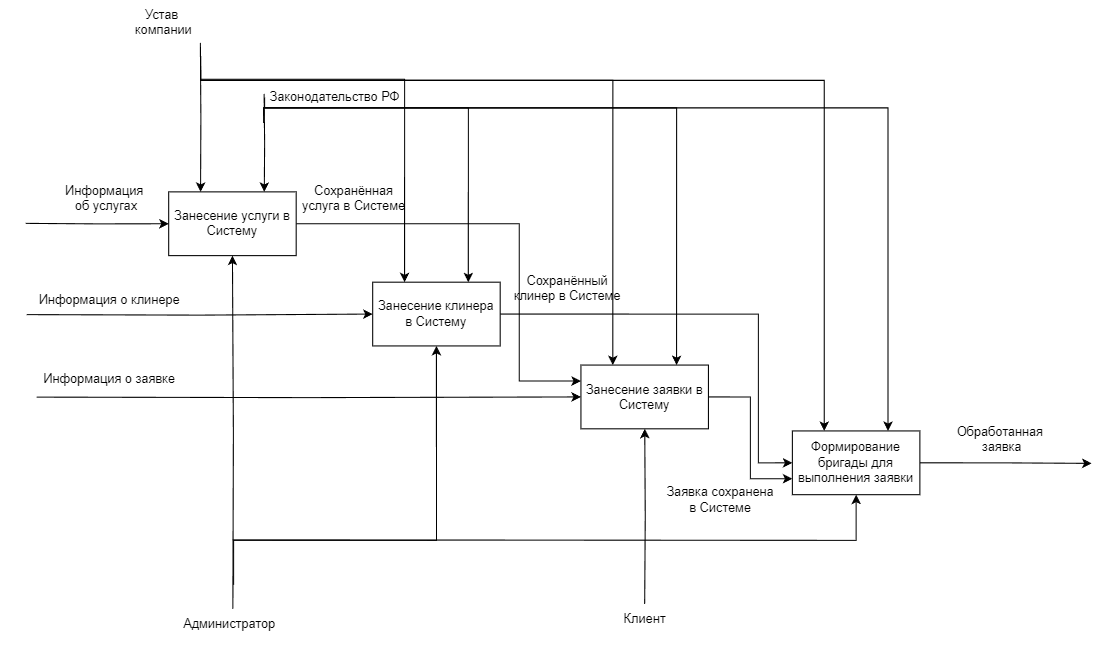 Устав
компании
Законодательство РФ
Информация
об услугах
Занесение услуги в
Систему
Сохранённая
услуга в Системе
Информация о клинере
Занесение клинера
в Систему
Сохранённый
клинер в Системе
Информация о заявке
Занесение заявки в
Систему
Формирование
бригады для
выполнения заявки
Обработанная
заявка
Заявка сохранена
в Системе
Администратор
Клиент